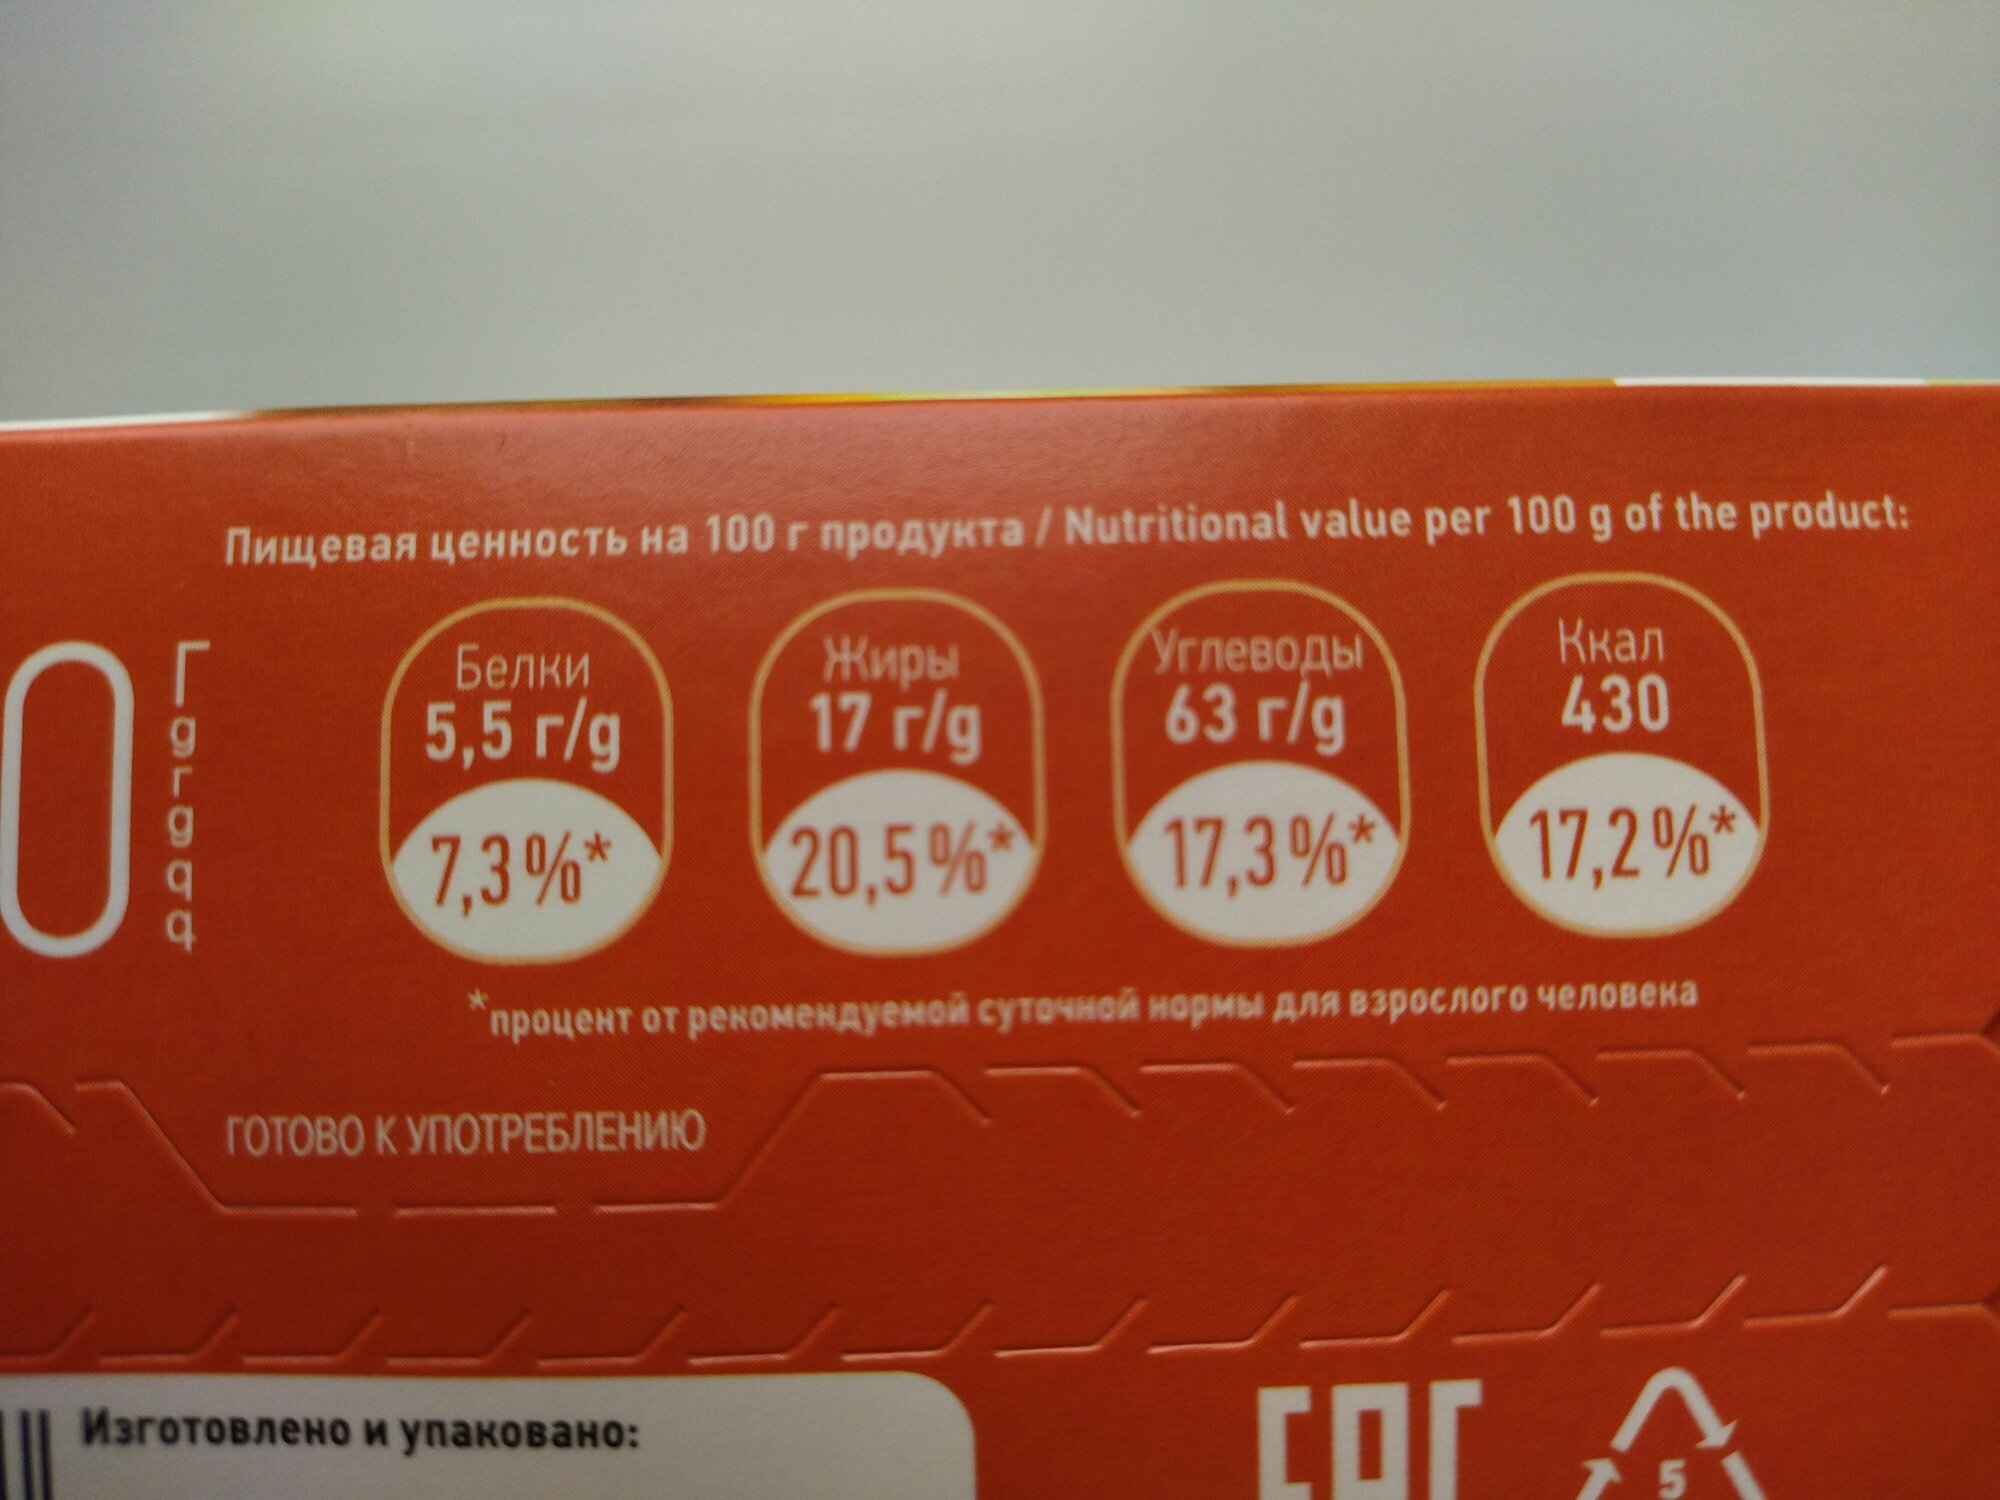 Пищевая ценность на 100 г продукта / Nutritional value per 100 g of the product:
Белки
5,5 г/g
7,3%*
Жиры
17 г/g
20,5%*
Углеводы
63 г/g
17,3%*
Ккал
430
17,2%*
0
г
g
г
g
q
q
*процент от рекомендуемой суточной нормы для взрослого человека
ГОТОВО К УПОТРЕБЛЕНИЮ
Изготовлено и упаковано:
EAC
5